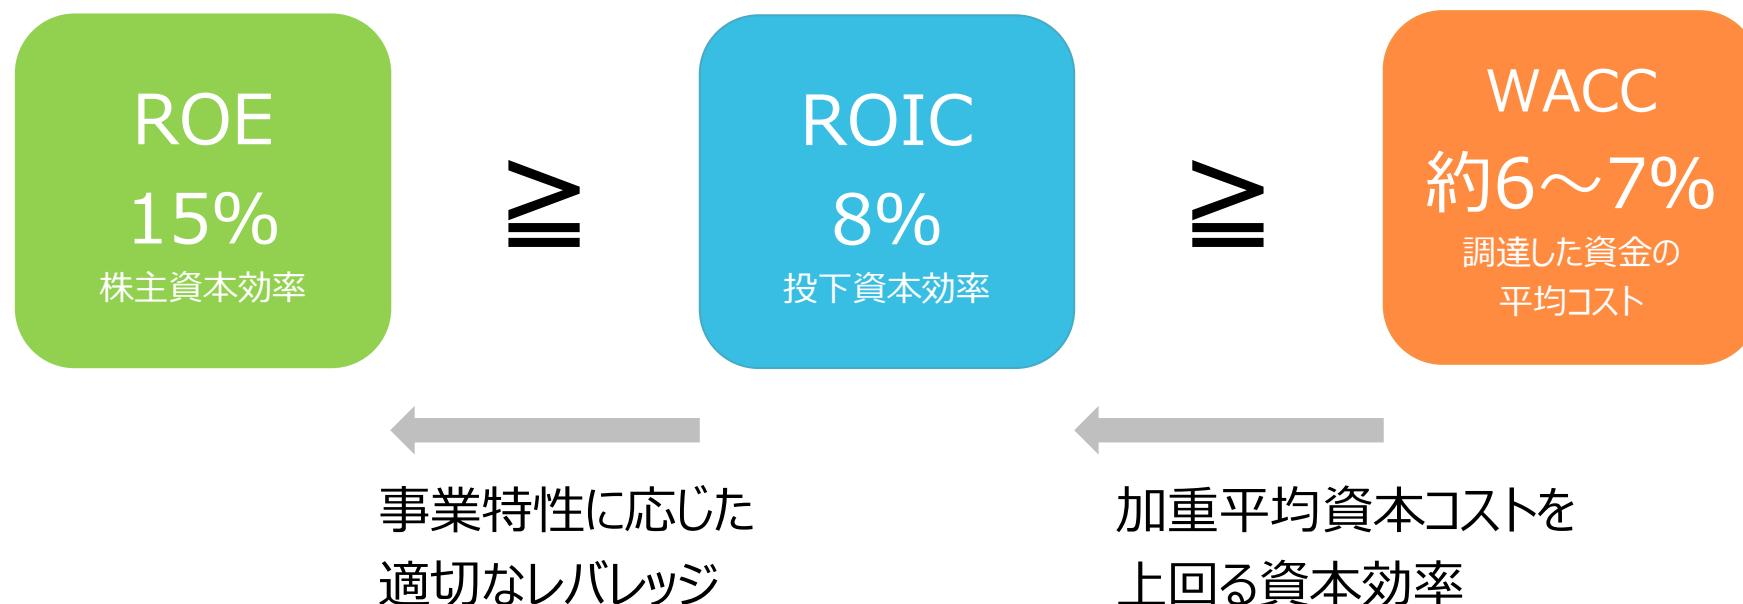 ROE
15%
株主資本効率
≧
ROIC
8%
投下資本効率
≧
WACC
約6～7%
調達した資金の
平均コスト
事業特性に応じた
適切なレバレッジ
加重平均資本コストを
上回る資本効率